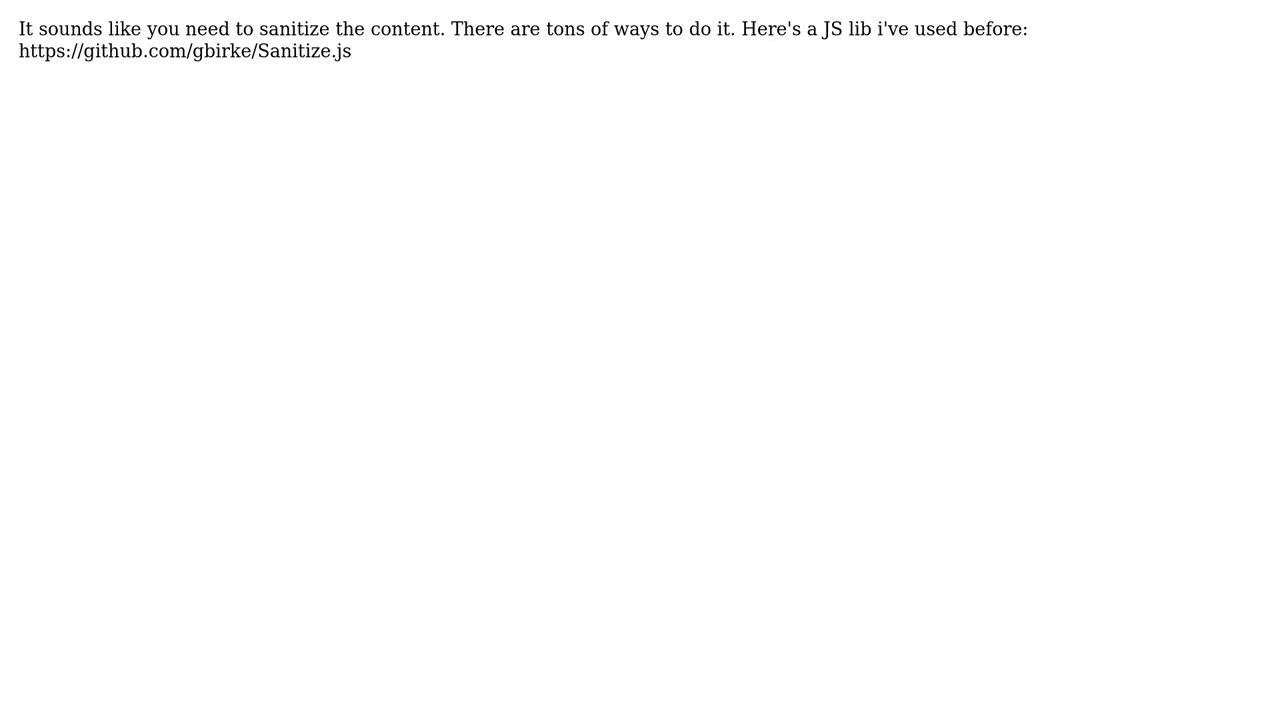 It sounds like you need to sanitize the content. There are tons of ways to do it. Here's a JS lib i've used before:
https://github.com/gbirke/Sanitize.js